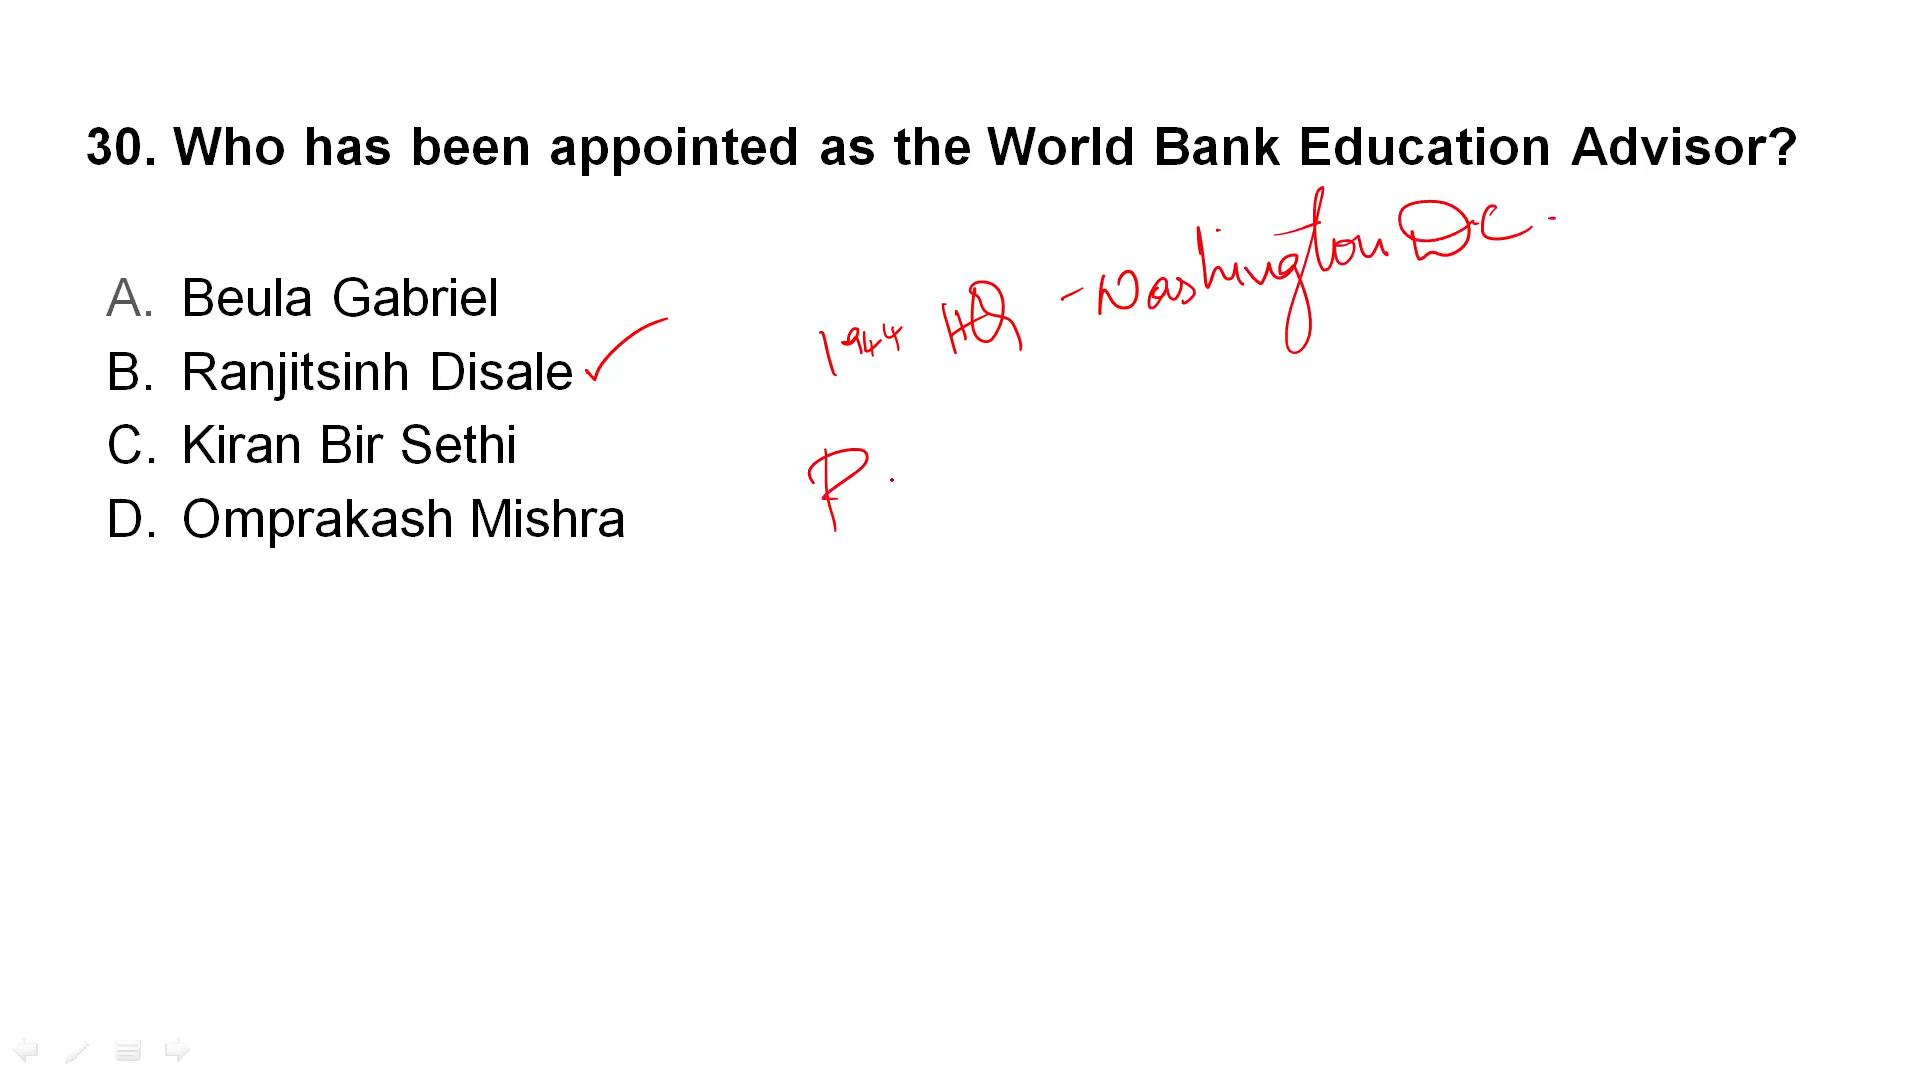 30. Who has been appointed as the World Bank Education Advisor?
A. Beula Gabriel
B. Ranjitsinh Disale
C. Kiran Bir Sethi
D. Omprakash Mishra
1944 HQ - Washington DC.
P.